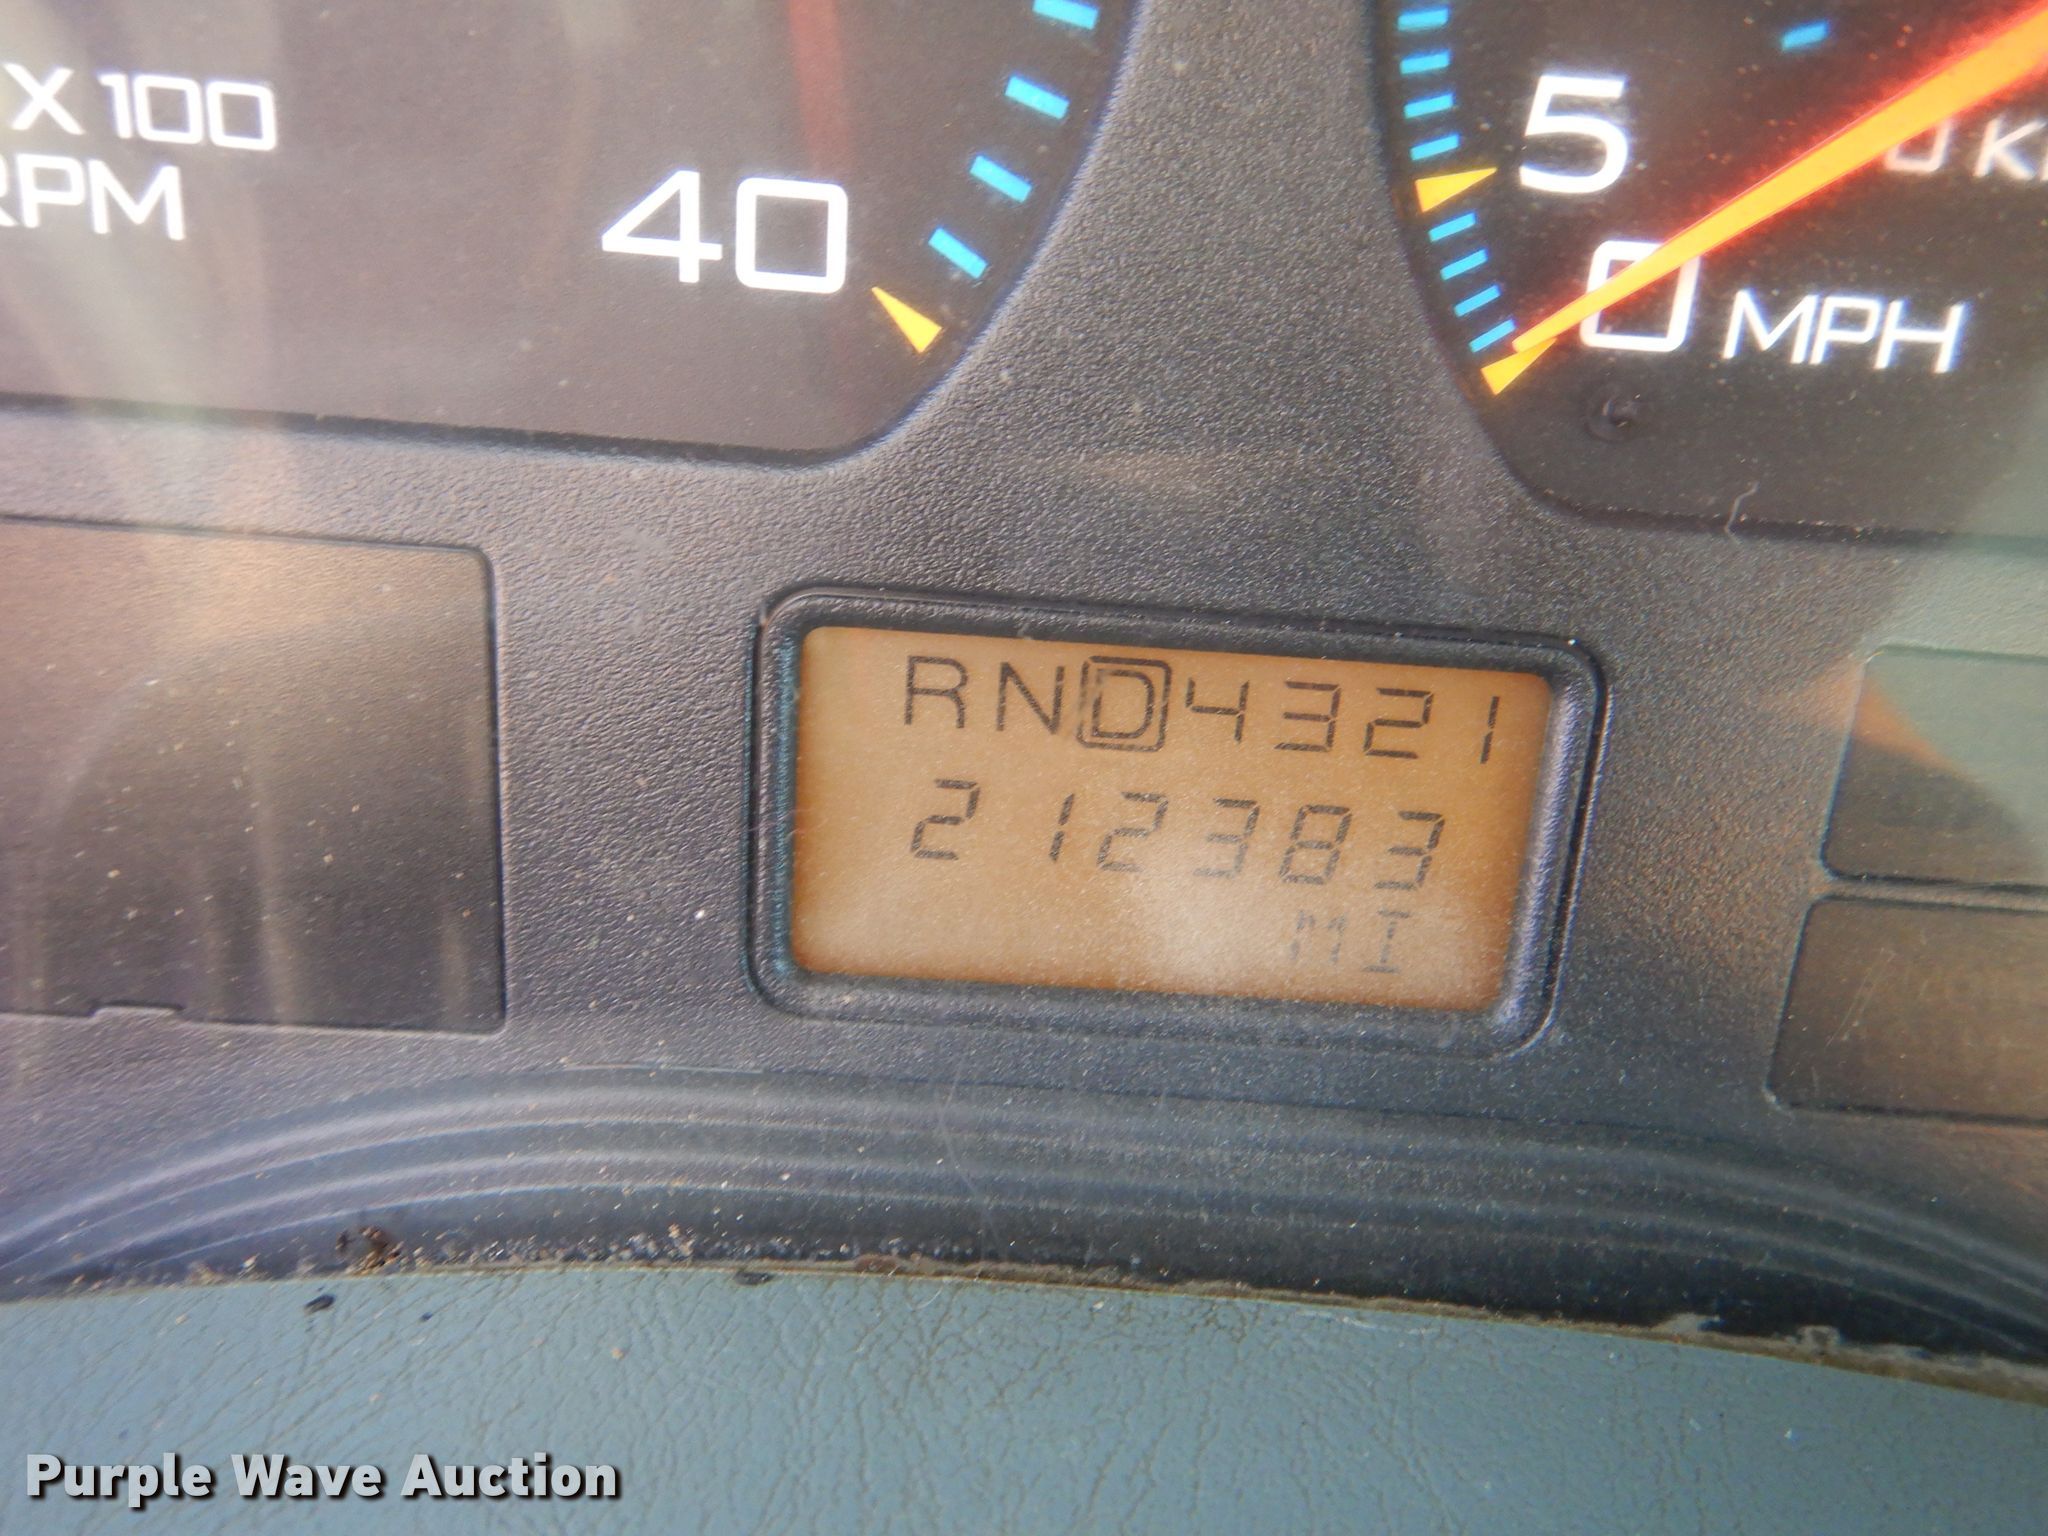 X 100
RPM
40
5
0 MPH
RND4321
212383
MI
Purple Wave Auction